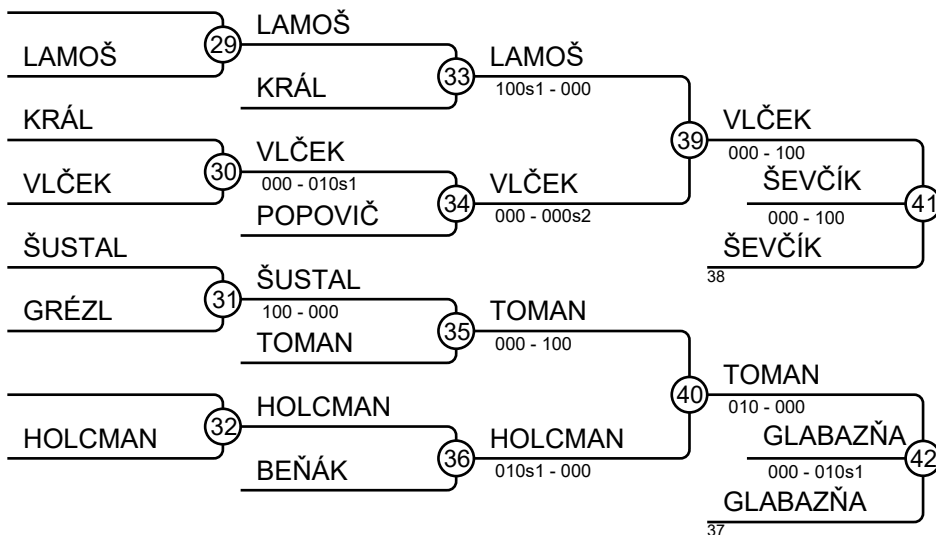 LAMOŠ
29
LAMOŠ
KRÁL
33
LAMOŠ
100s1 - 000
KRÁL
VLČEK
30
VLČEK
000 - 010s1
POPOVIČ
34
VLČEK
000 - 000s2
39
VLČEK
000 - 100
ŠEVČÍK
000 - 100
41
ŠEVČÍK
38
ŠUSTAL
GRÉZL
31
ŠUSTAL
100 - 000
TOMAN
35
TOMAN
000 - 100
HOLCMAN
32
HOLCMAN
BEŇÁK
36
HOLCMAN
010s1 - 000
40
TOMAN
010 - 000
GLABAZŇA
000 - 010s1
42
GLABAZŇA
37